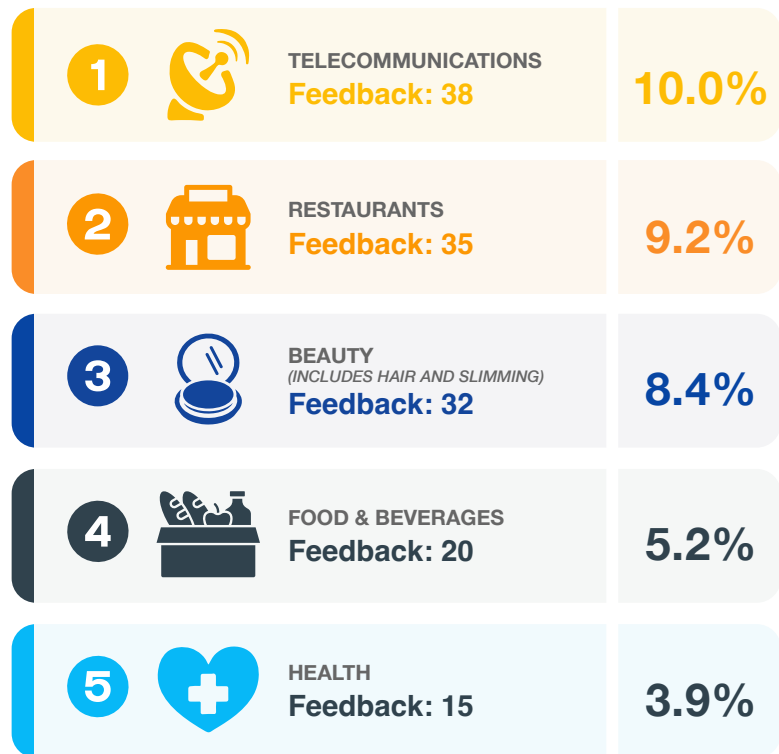 1
TELECOMMUNICATIONS
Feedback: 38
10.0%
2
RESTAURANTS
Feedback: 35
9.2%
3
BEAUTY
(INCLUDES HAIR AND SLIMMING)
Feedback: 32
8.4%
4
FOOD & BEVERAGES
Feedback: 20
5.2%
5
HEALTH
Feedback: 15
3.9%